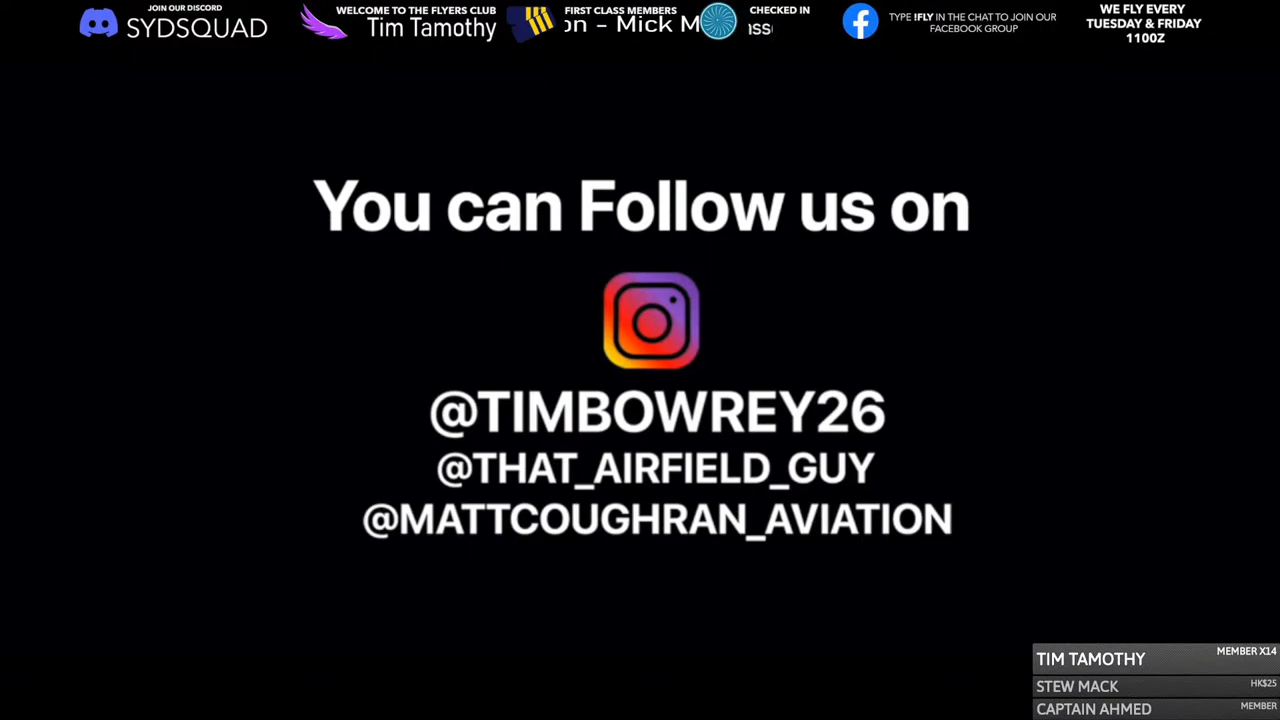 JOIN OUR DISCORD
SYDSQUAD
WELCOME TO THE FLYERS CLUB
Tim Tamothy
FIRST CLASS MEMBERS
on - Mick M
CHECKED IN
TYPE !FLY IN THE CHAT TO JOIN OUR
FACEBOOK GROUP
WE FLY EVERY
TUESDAY & FRIDAY
1100Z
You can Follow us on
@TIMBOWREY26
@THAT_AIRFIELD_GUY
@MATTCOUGHRAN_AVIATION
TIM TAMOTHY MEMBER X14
STEW MACK HK$25
CAPTAIN AHMED MEMBER